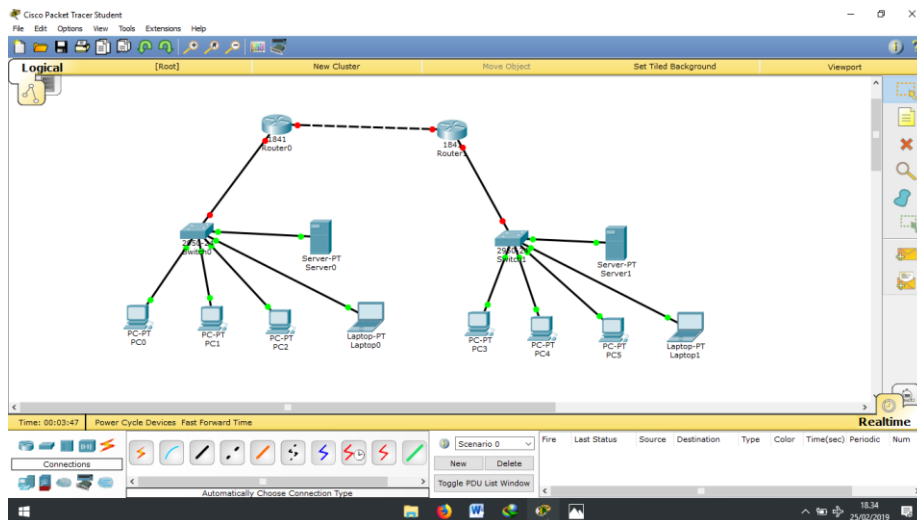 Cisco Packet Tracer Student
File Edit Options View Tools Extensions Help
Logical [Root] New Cluster Move Object Set Tiled Background Viewport
1841
Router0
1841
Router1
2950-24
Switch0
Server-PT
Server0
2950-24
Switch1
Server-PT
Server1
PC-PT
PC0
PC-PT
PC1
PC-PT
PC2
Laptop-PT
Laptop0
PC-PT
PC3
PC-PT
PC4
PC-PT
PC5
Laptop-PT
Laptop1
Time: 00:03:47 Power Cycle Devices Fast Forward Time Realtime
Connections
Automatically Choose Connection Type
Scenario 0
New Delete
Toggle PDU List Window
Fire Last Status Source Destination Type Color Time(sec) Periodic Num
18.34
25/02/2019